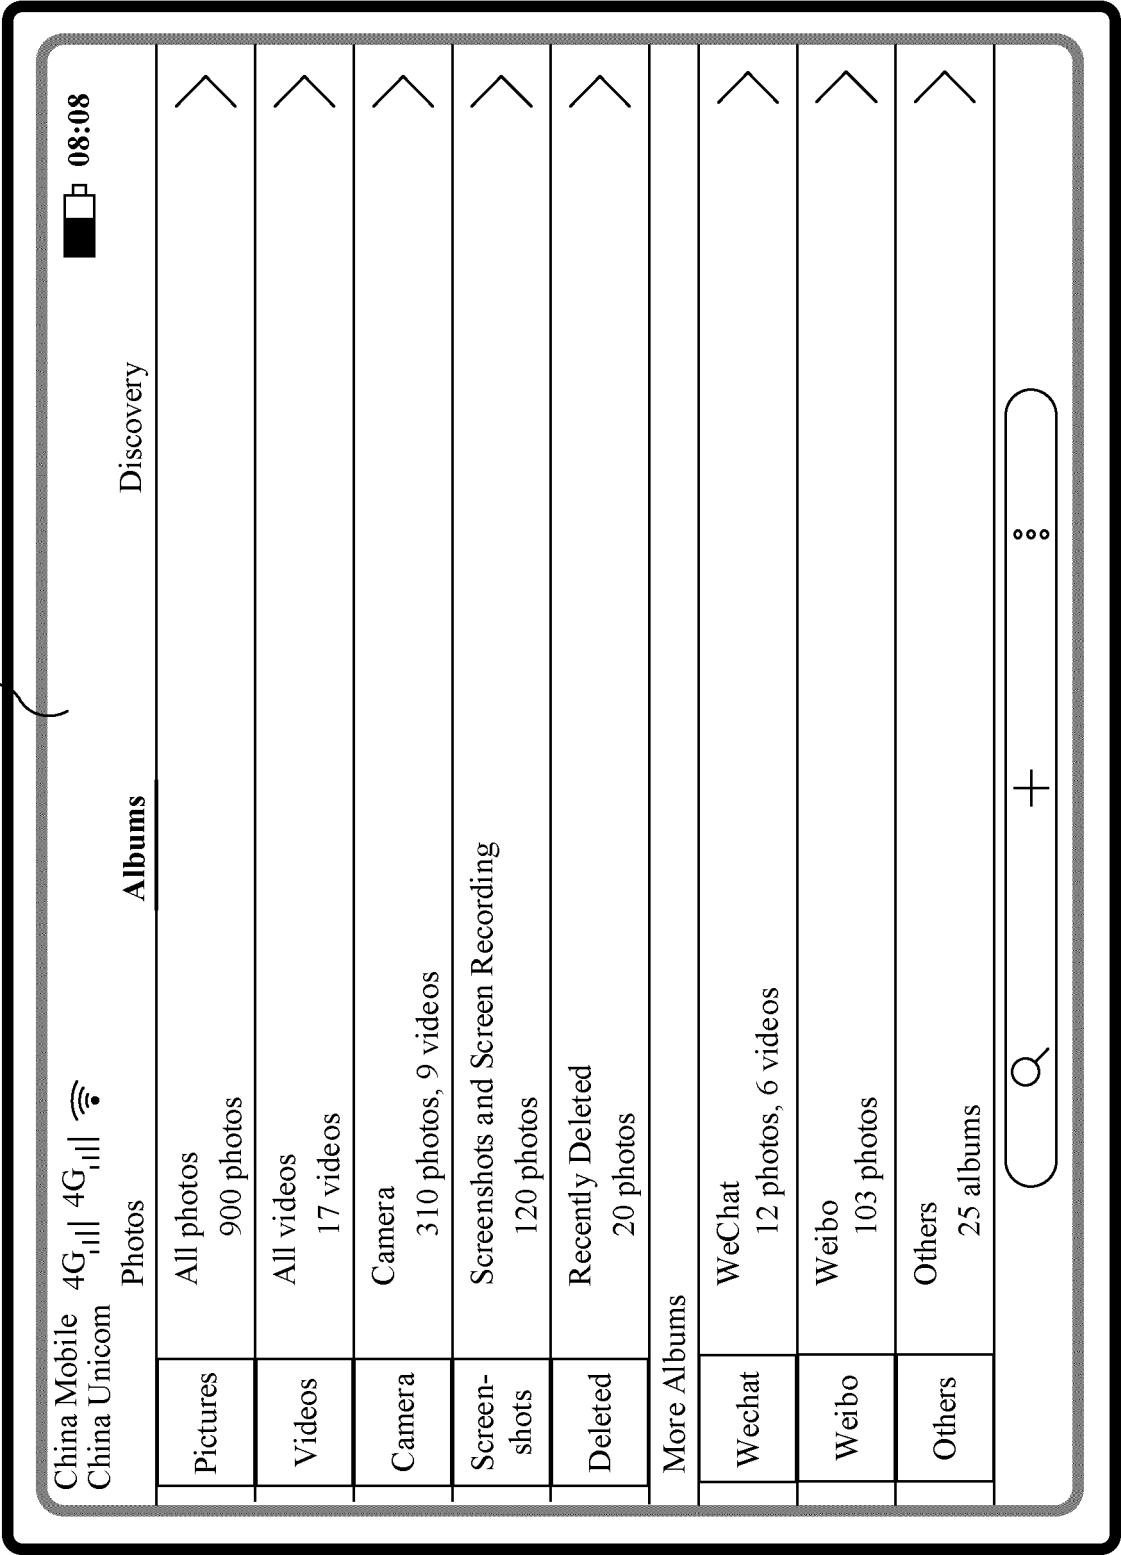 China Mobile 4G 4G 08:08
China Unicom
Photos Albums Discovery
Pictures
All photos
900 photos
Videos
All videos
17 videos
Camera
Camera
310 photos, 9 videos
Screen-
shots
Screenshots and Screen Recording
120 photos
Deleted
Recently Deleted
20 photos
More Albums
Wechat
WeChat
12 photos, 6 videos
Weibo
Weibo
103 photos
Others
Others
25 albums